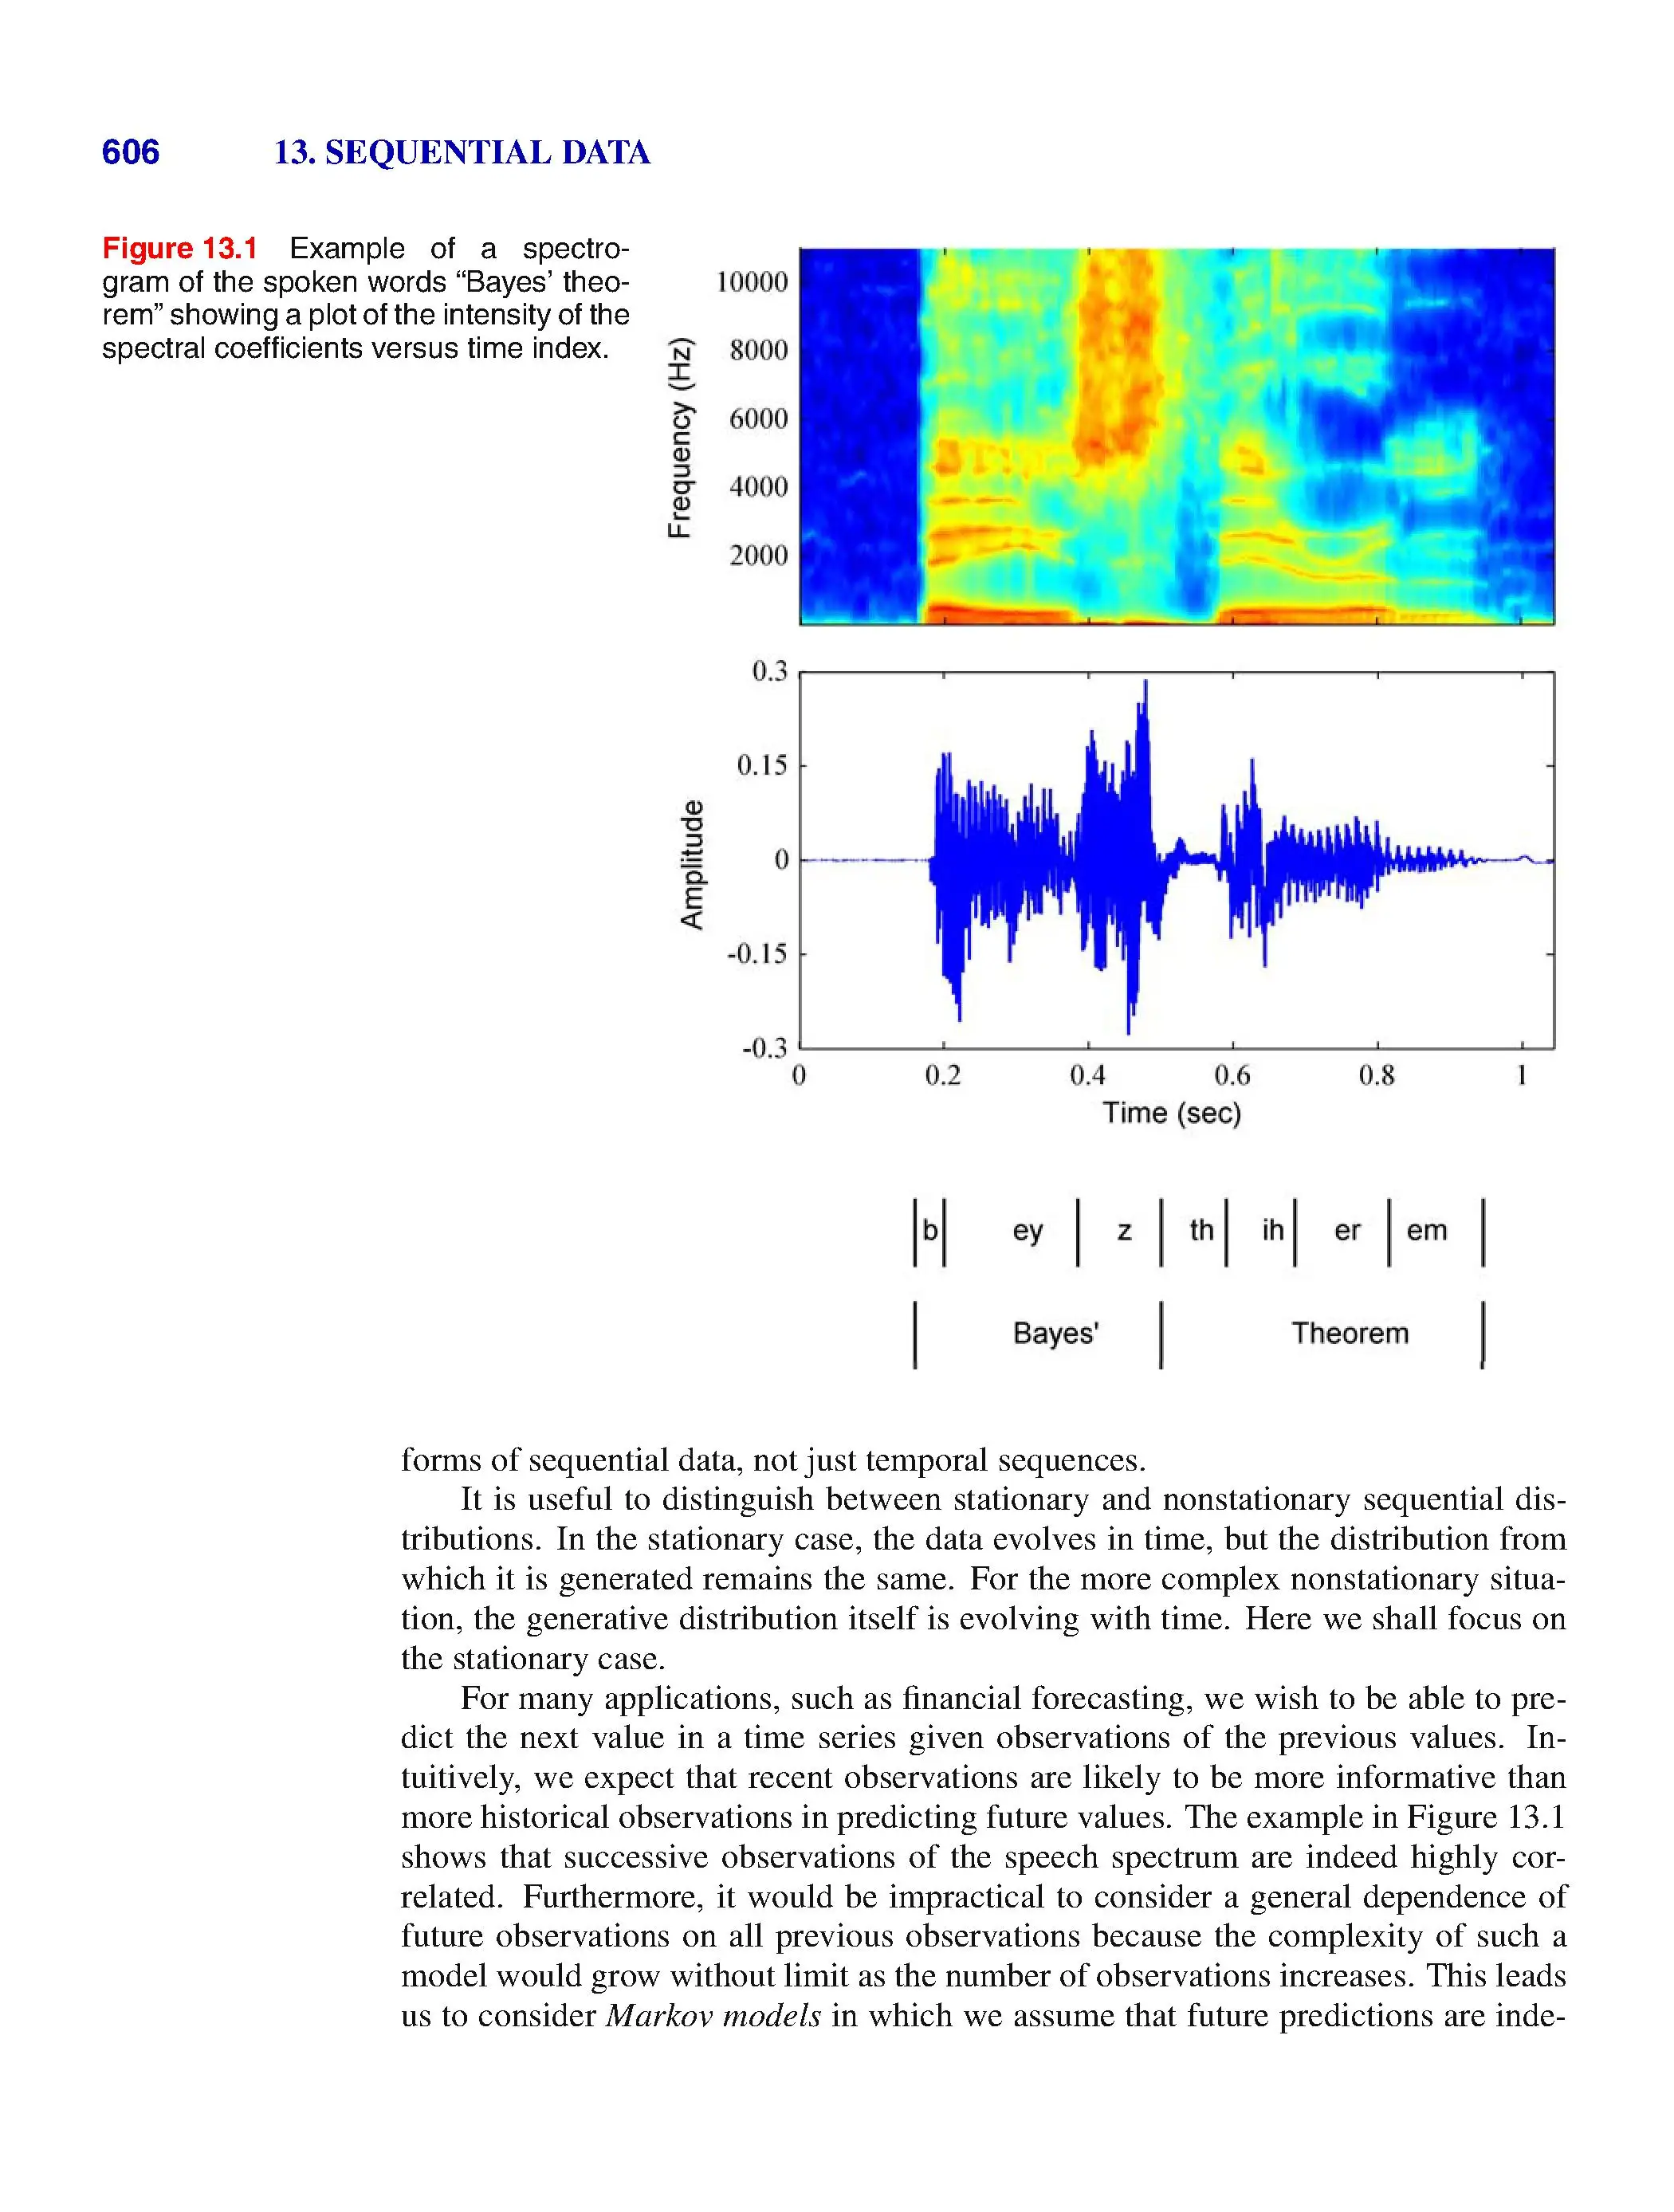 606 13. SEQUENTIAL DATA
Figure 13.1 Example of a spectro-
gram of the spoken words “Bayes’ theo-
rem” showing a plot of the intensity of the
spectral coefficients versus time index.
10000
8000
6000
4000
2000
Frequency (Hz)
0.3
0.15
0
-0.15
-0.3
Amplitude
0 0.2 0.4 0.6 0.8 1
Time (sec)
b ey z th ih er em
Bayes' Theorem
forms of sequential data, not just temporal sequences.
It is useful to distinguish between stationary and nonstationary sequential dis-
tributions. In the stationary case, the data evolves in time, but the distribution from
which it is generated remains the same. For the more complex nonstationary situa-
tion, the generative distribution itself is evolving with time. Here we shall focus on
the stationary case.
For many applications, such as financial forecasting, we wish to be able to pre-
dict the next value in a time series given observations of the previous values. In-
tuitively, we expect that recent observations are likely to be more informative than
more historical observations in predicting future values. The example in Figure 13.1
shows that successive observations of the speech spectrum are indeed highly cor-
related. Furthermore, it would be impractical to consider a general dependence of
future observations on all previous observations because the complexity of such a
model would grow without limit as the number of observations increases. This leads
us to consider Markov models in which we assume that future predictions are inde-